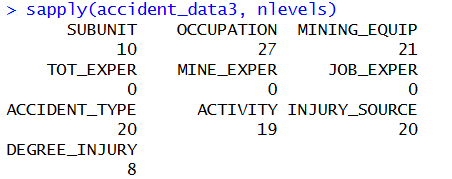 > sapply(accident_data3, nlevels)
SUBUNIT OCCUPATION MINING_EQUIP
10 27 21
TOT_EXPER MINE_EXPER JOB_EXPER
0 0 0
ACCIDENT_TYPE ACTIVITY INJURY_SOURCE
20 19 20
DEGREE_INJURY
8